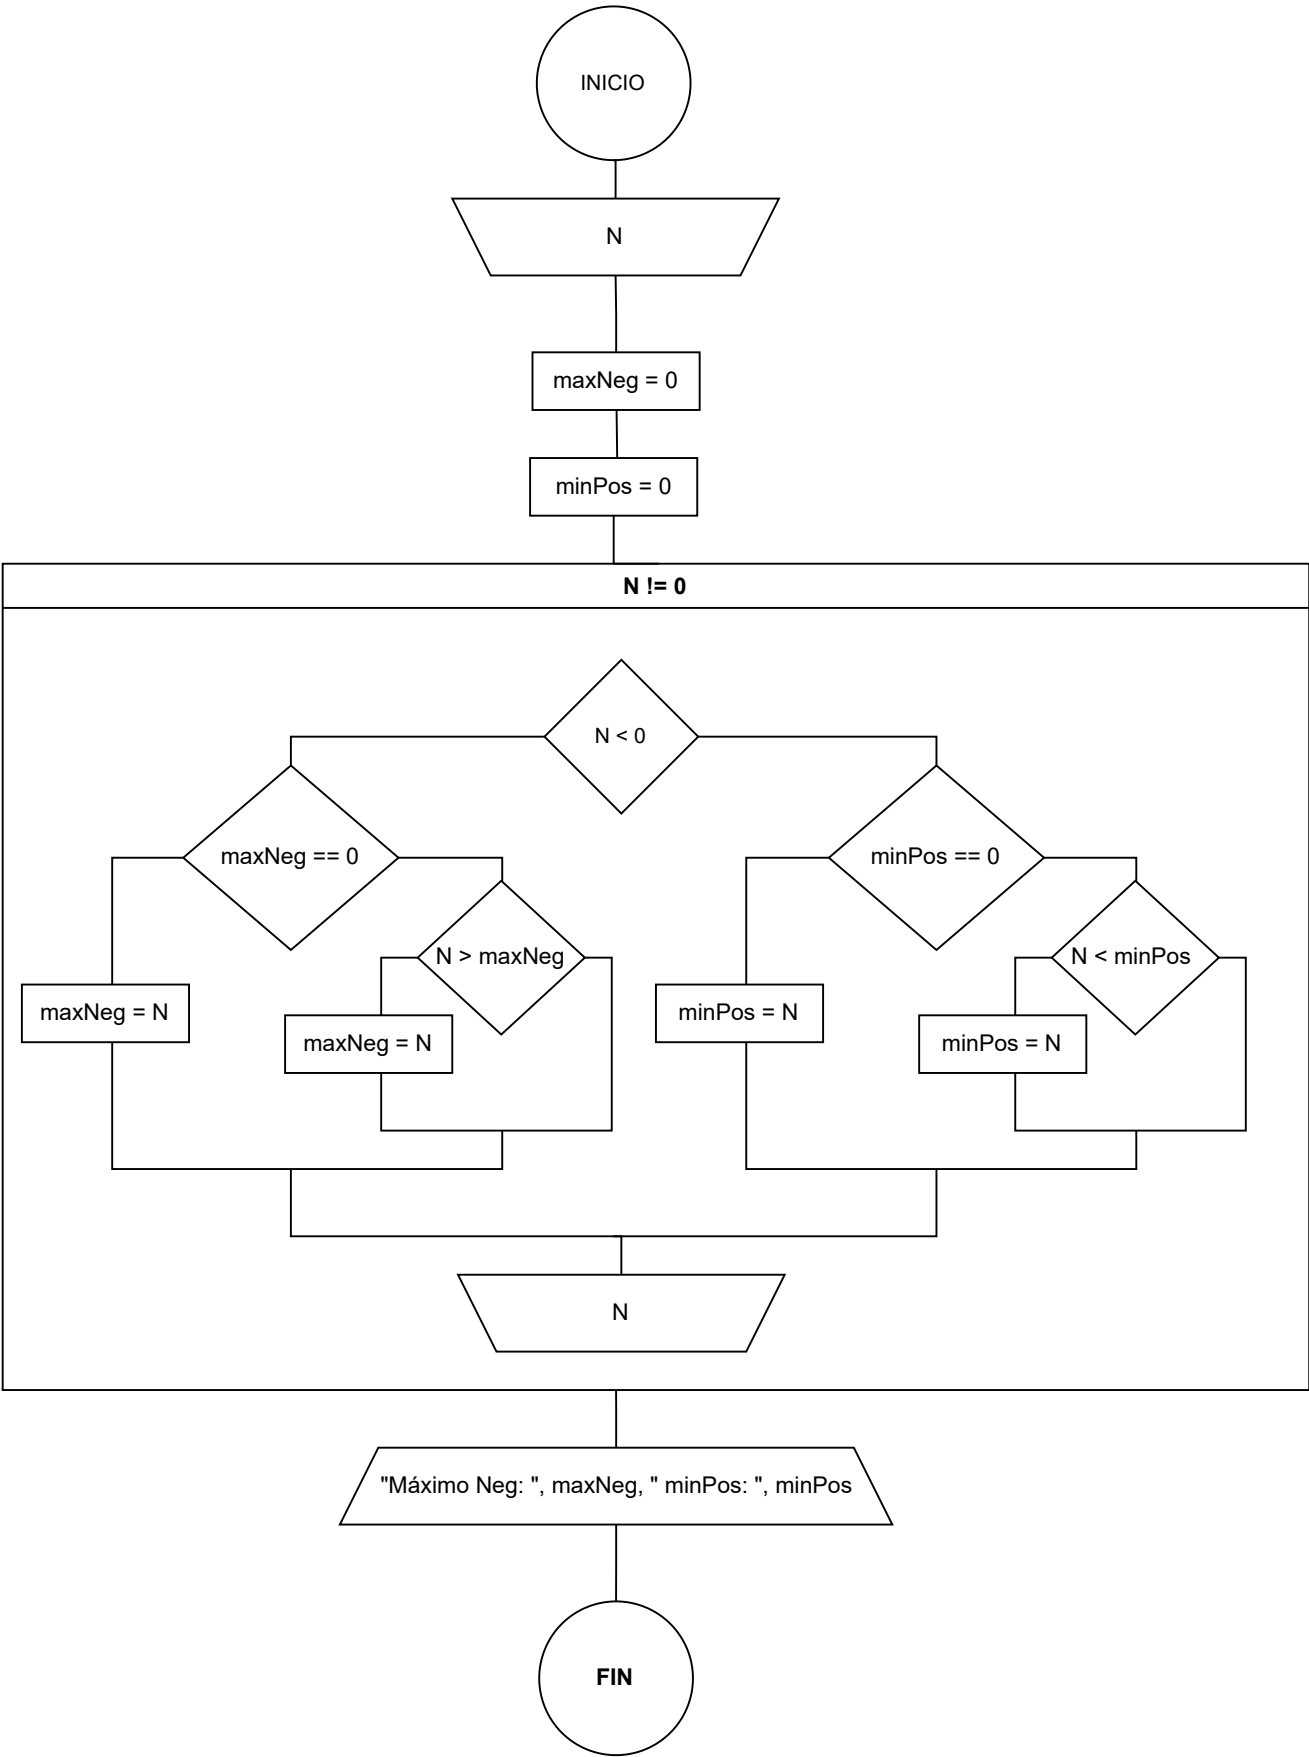 INICIO
N
maxNeg = 0
minPos = 0
N != 0
N < 0
maxNeg == 0
minPos == 0
N > maxNeg
N < minPos
maxNeg = N
maxNeg = N
minPos = N
minPos = N
N
"Máximo Neg: ", maxNeg, " minPos: ", minPos
FIN